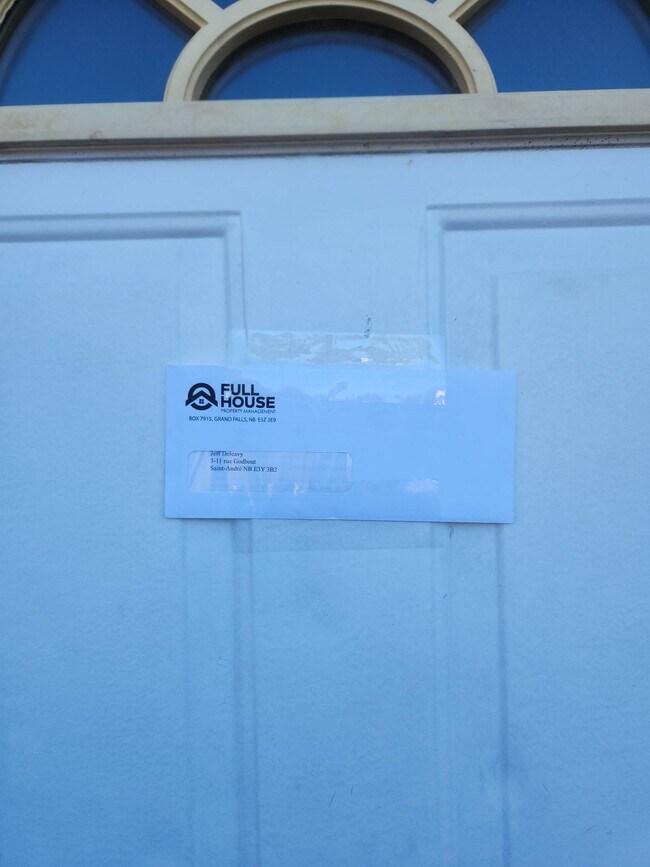 FULL
HOUSE
PROPERTY MANAGEMENT
BOX 7915, GRAND FALLS, NB E3Z 3E9
Jeff Deleavy
3-11 rue Godbout
Saint-André NB E3Y 3B2